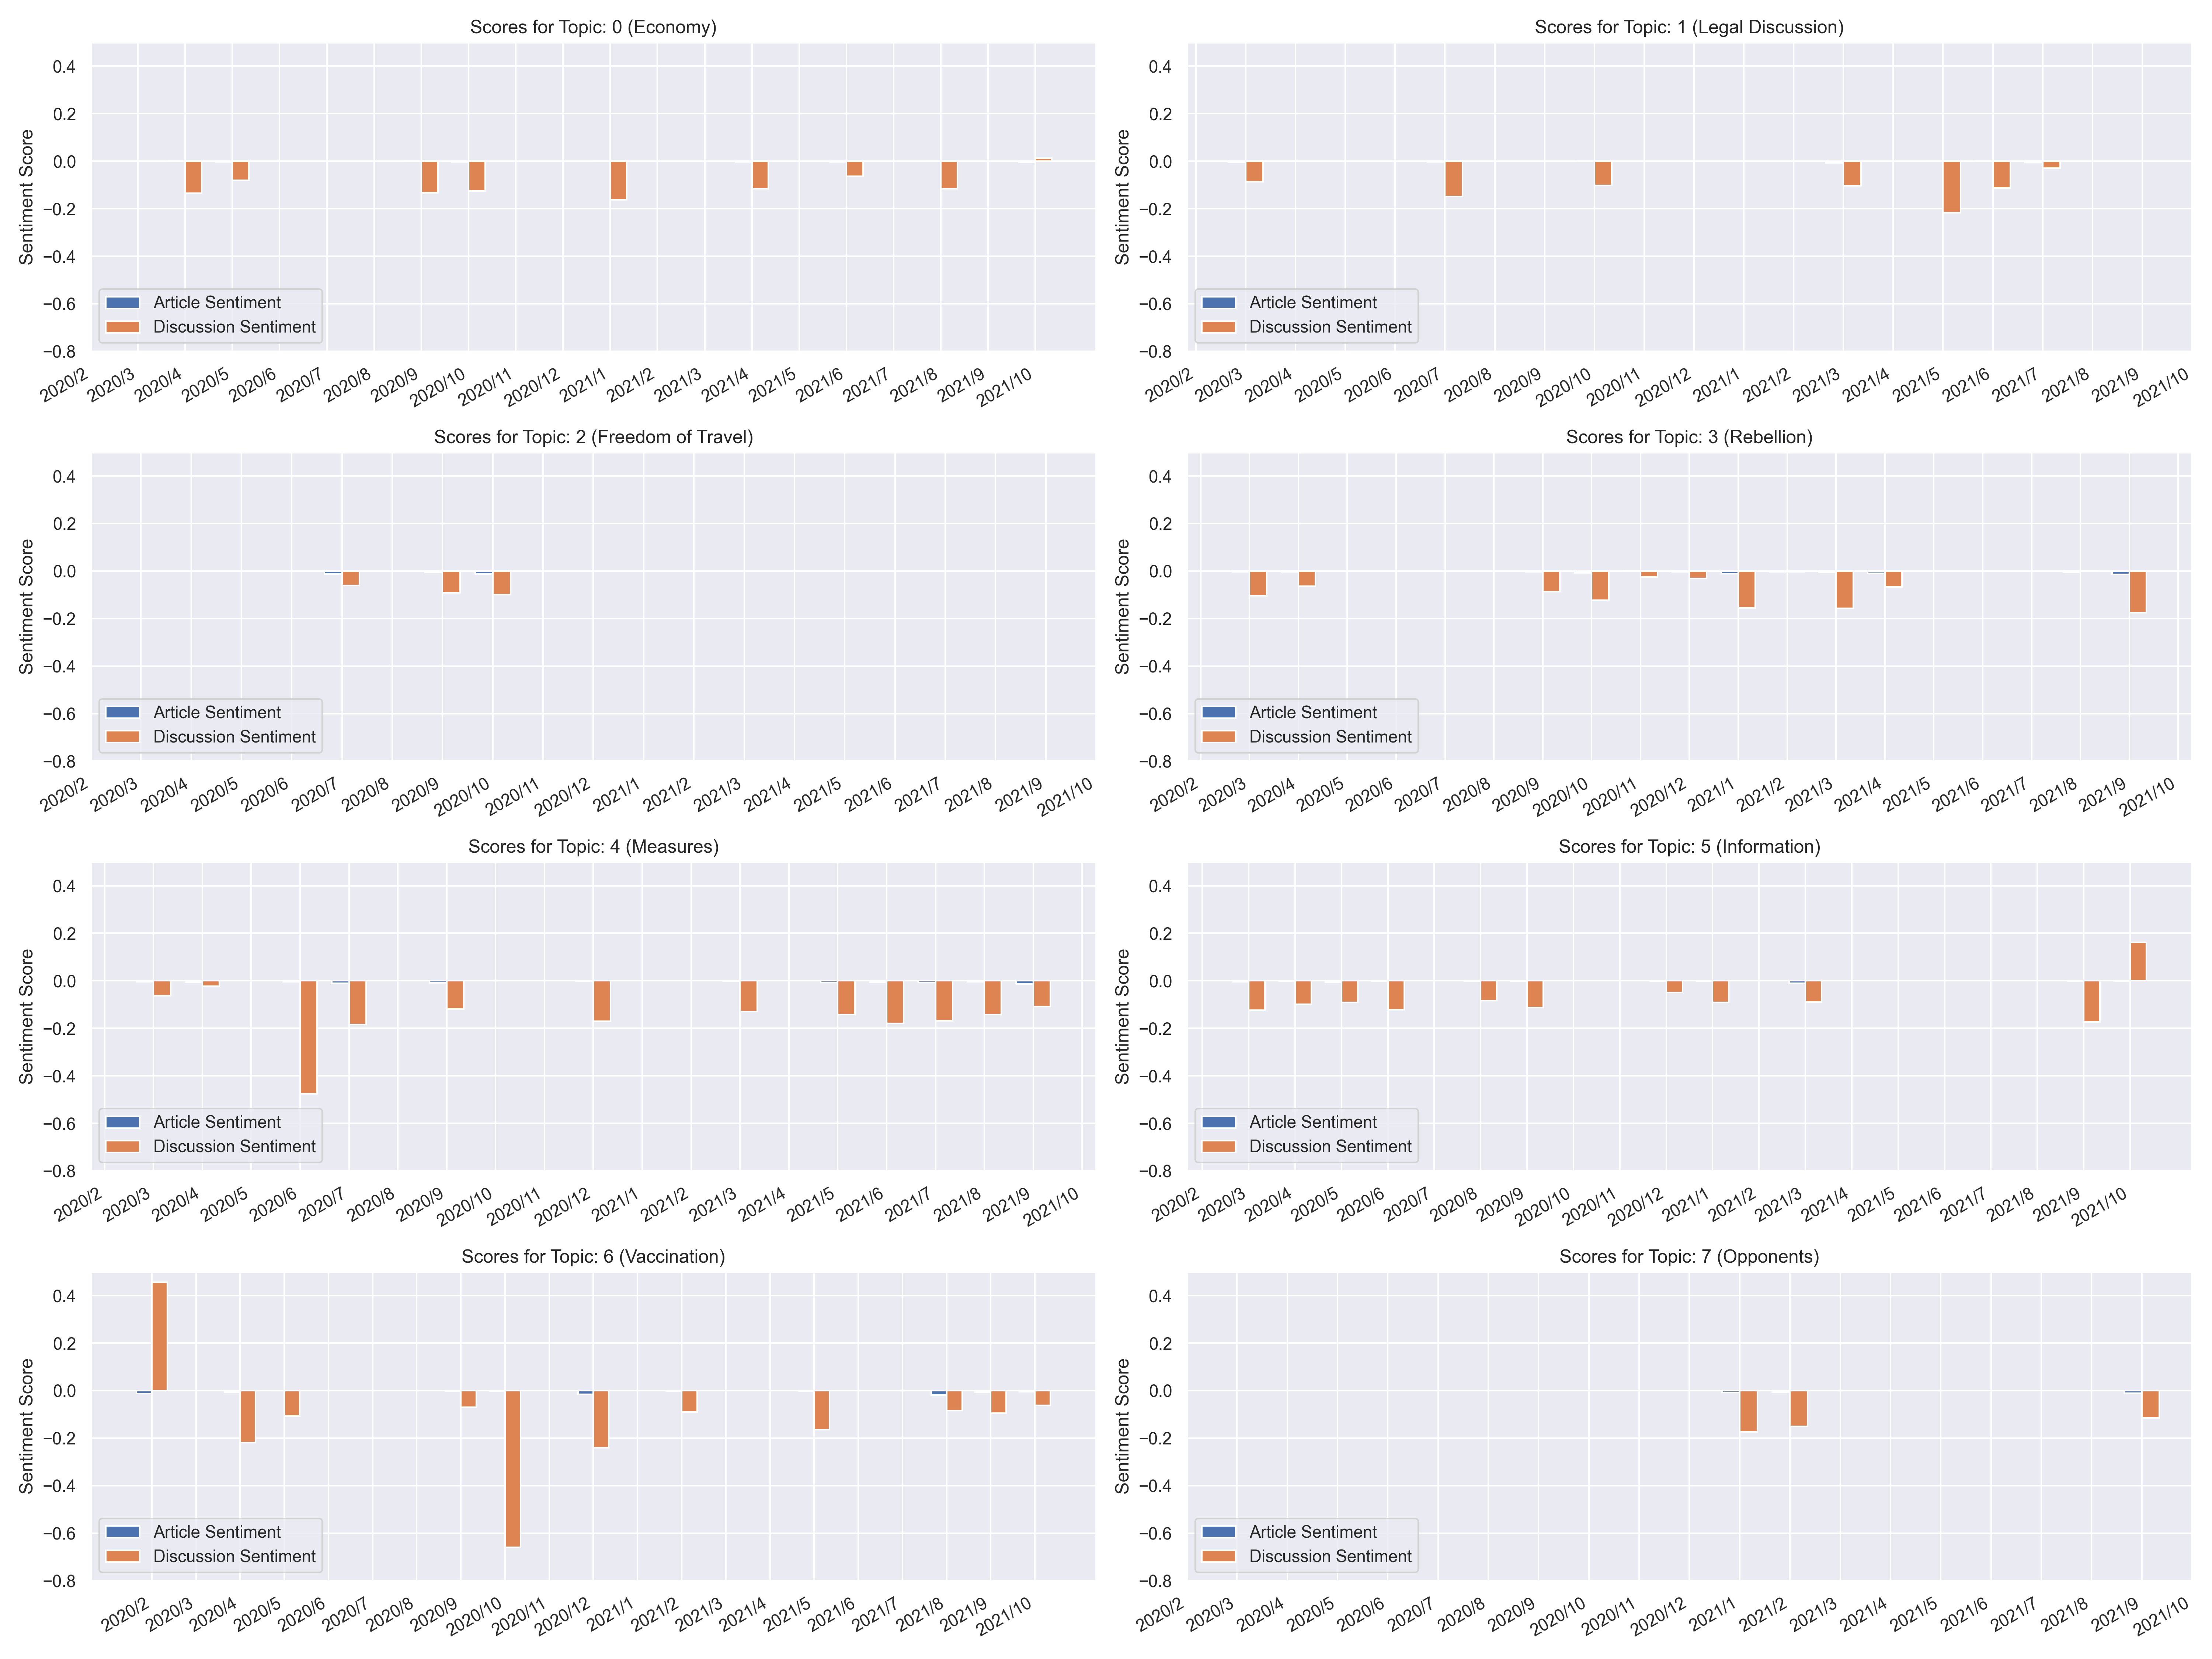 Scores for Topic: 0 (Economy)
Sentiment Score
0.4
0.2
0.0
−0.2
−0.4
−0.6
−0.8
Article Sentiment
Discussion Sentiment
2020/2 2020/3 2020/4 2020/5 2020/6 2020/7 2020/8 2020/9 2020/10 2020/11 2020/12 2021/1 2021/2 2021/3 2021/4 2021/5 2021/6 2021/7 2021/8 2021/9 2021/10
Scores for Topic: 1 (Legal Discussion)
Sentiment Score
0.4
0.2
0.0
−0.2
−0.4
−0.6
−0.8
Article Sentiment
Discussion Sentiment
2020/2 2020/3 2020/4 2020/5 2020/6 2020/7 2020/8 2020/9 2020/10 2020/11 2020/12 2021/1 2021/2 2021/3 2021/4 2021/5 2021/6 2021/7 2021/8 2021/9 2021/10
Scores for Topic: 2 (Freedom of Travel)
Sentiment Score
0.4
0.2
0.0
−0.2
−0.4
−0.6
−0.8
Article Sentiment
Discussion Sentiment
2020/2 2020/3 2020/4 2020/5 2020/6 2020/7 2020/8 2020/9 2020/10 2020/11 2020/12 2021/1 2021/2 2021/3 2021/4 2021/5 2021/6 2021/7 2021/8 2021/9 2021/10
Scores for Topic: 3 (Rebellion)
Sentiment Score
0.4
0.2
0.0
−0.2
−0.4
−0.6
−0.8
Article Sentiment
Discussion Sentiment
2020/2 2020/3 2020/4 2020/5 2020/6 2020/7 2020/8 2020/9 2020/10 2020/11 2020/12 2021/1 2021/2 2021/3 2021/4 2021/5 2021/6 2021/7 2021/8 2021/9 2021/10
Scores for Topic: 4 (Measures)
Sentiment Score
0.4
0.2
0.0
−0.2
−0.4
−0.6
−0.8
Article Sentiment
Discussion Sentiment
2020/2 2020/3 2020/4 2020/5 2020/6 2020/7 2020/8 2020/9 2020/10 2020/11 2020/12 2021/1 2021/2 2021/3 2021/4 2021/5 2021/6 2021/7 2021/8 2021/9 2021/10
Scores for Topic: 5 (Information)
Sentiment Score
0.4
0.2
0.0
−0.2
−0.4
−0.6
−0.8
Article Sentiment
Discussion Sentiment
2020/2 2020/3 2020/4 2020/5 2020/6 2020/7 2020/8 2020/9 2020/10 2020/11 2020/12 2021/1 2021/2 2021/3 2021/4 2021/5 2021/6 2021/7 2021/8 2021/9 2021/10
Scores for Topic: 6 (Vaccination)
Sentiment Score
0.4
0.2
0.0
−0.2
−0.4
−0.6
−0.8
Article Sentiment
Discussion Sentiment
2020/2 2020/3 2020/4 2020/5 2020/6 2020/7 2020/8 2020/9 2020/10 2020/11 2020/12 2021/1 2021/2 2021/3 2021/4 2021/5 2021/6 2021/7 2021/8 2021/9 2021/10
Scores for Topic: 7 (Opponents)
Sentiment Score
0.4
0.2
0.0
−0.2
−0.4
−0.6
−0.8
Article Sentiment
Discussion Sentiment
2020/2 2020/3 2020/4 2020/5 2020/6 2020/7 2020/8 2020/9 2020/10 2020/11 2020/12 2021/1 2021/2 2021/3 2021/4 2021/5 2021/6 2021/7 2021/8 2021/9 2021/10